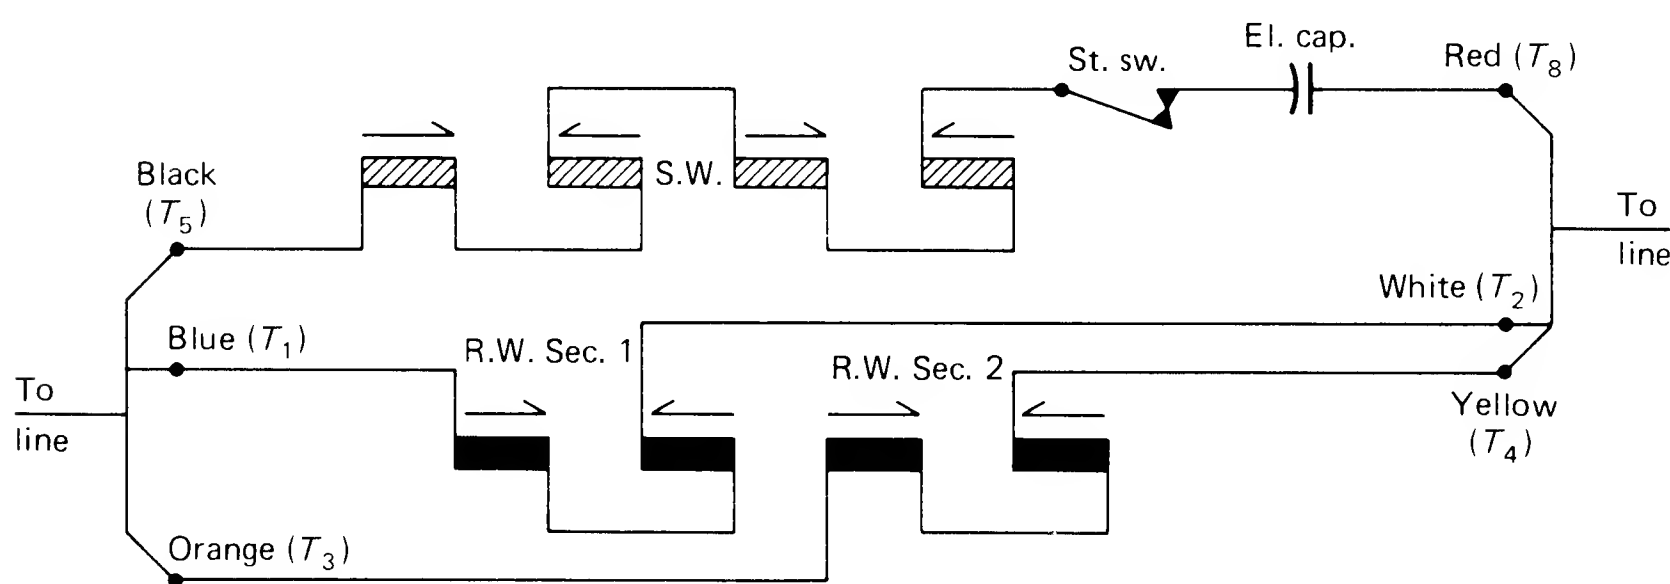 El. cap.
St. sw.
Red (T₈)
Black
(T₅)
S.W.
To
line
White (T₂)
Blue (T₁)
R.W. Sec. 1
R.W. Sec. 2
To
line
Yellow
(T₄)
Orange (T₃)